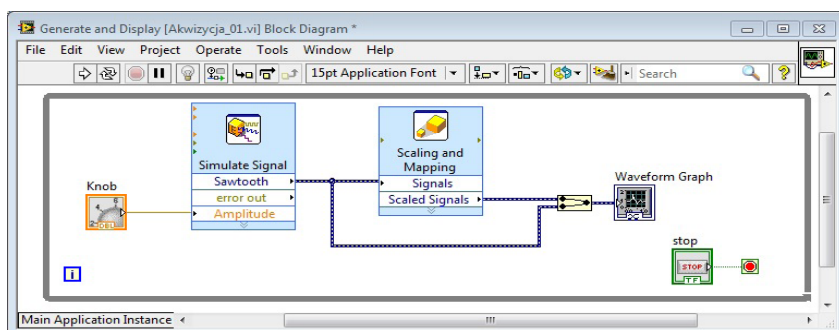 Generate and Display [Akwizycja_01.vi] Block Diagram *
File Edit View Project Operate Tools Window Help
15pt Application Font Search
Simulate Signal
Sawtooth
error out
Amplitude
Scaling and
Mapping
Signals
Scaled Signals
Knob
DBL
Waveform Graph
stop
STOP
TF
i
Main Application Instance